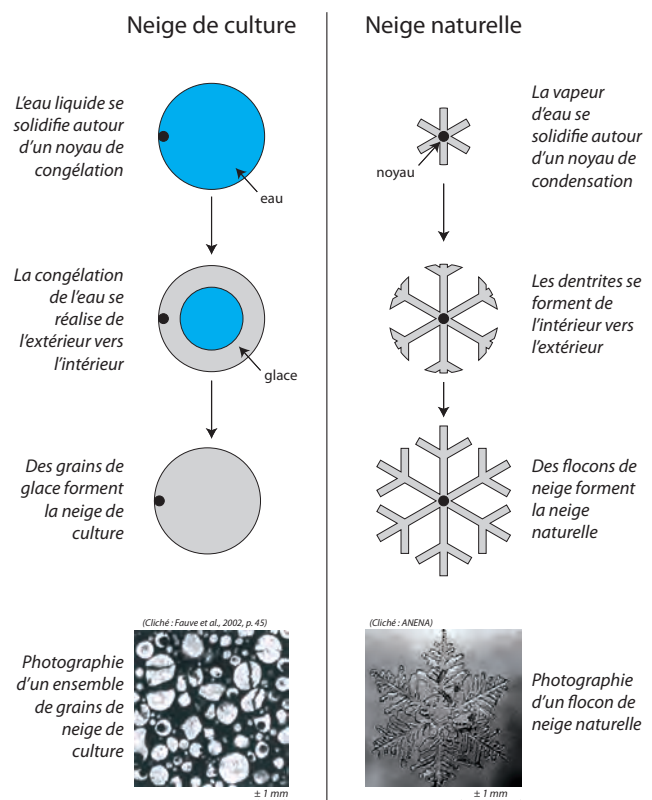 Neige de culture
Neige naturelle
L'eau liquide se
solidifie autour
d'un noyau de
congélation
eau
La vapeur
d'eau se
solidifie autour
d'un noyau de
condensation
noyau
La congélation
de l'eau se
réalise de
l'extérieur vers
l'intérieur
glace
Les dentrites se
forment de
l'intérieur vers
l'extérieur
Des grains de
glace forment
la neige de
culture
Des flocons de
neige forment
la neige
naturelle
(Cliché : Fauve et al., 2002, p. 45)
(Cliché : ANENA)
Photographie
d'un ensemble
de grains de
neige de
culture
± 1 mm
Photographie
d'un flocon de
neige naturelle
± 1 mm